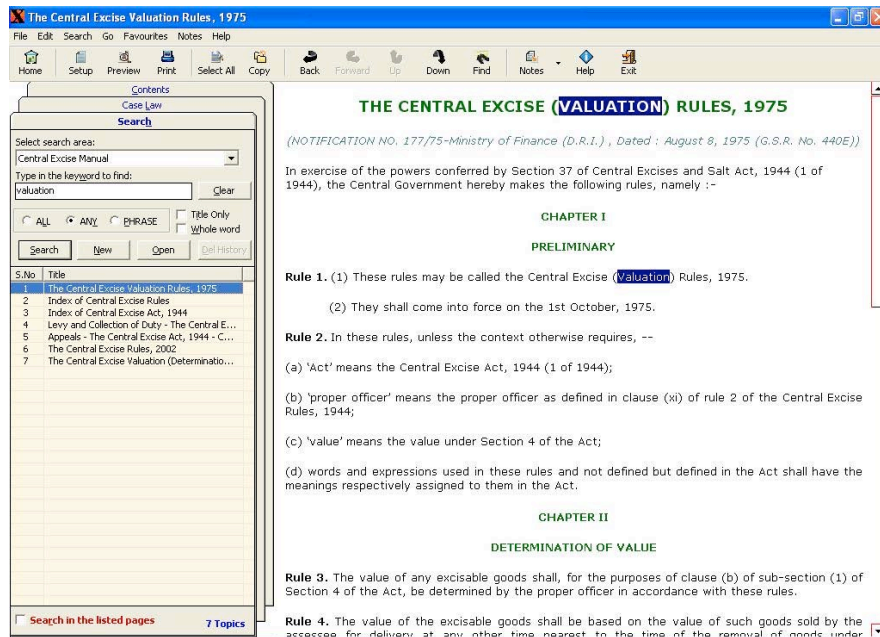 The Central Excise Valuation Rules, 1975
File Edit Search Go Favourites Notes Help
Home Setup Preview Print Select All Copy Back Forward Up Down Find Notes Help Exit
Contents
Case Law
Search
Select search area:
Central Excise Manual
Type in the keyword to find:
valuation
Clear
ALL ANY PHRASE
Title Only
Whole word
Search New Open Del History
S.No Title
1 The Central Excise Valuation Rules, 1975
2 Index of Central Excise Rules
3 Index of Central Excise Act, 1944
4 Levy and Collection of Duty - The Central E...
5 Appeals - The Central Excise Act, 1944 - C...
6 The Central Excise Rules, 2002
7 The Central Excise Valuation (Determinatio...
Search in the listed pages
7 Topics
THE CENTRAL EXCISE (VALUATION) RULES, 1975
(NOTIFICATION NO. 177/75-Ministry of Finance (D.R.I.) , Dated : August 8, 1975 (G.S.R. No. 440E))
In exercise of the powers conferred by Section 37 of Central Excises and Salt Act, 1944 (1 of
1944), the Central Government hereby makes the following rules, namely :-
CHAPTER I
PRELIMINARY
Rule 1. (1) These rules may be called the Central Excise (Valuation) Rules, 1975.
(2) They shall come into force on the 1st October, 1975.
Rule 2. In these rules, unless the context otherwise requires, --
(a) 'Act' means the Central Excise Act, 1944 (1 of 1944);
(b) 'proper officer' means the proper officer as defined in clause (xi) of rule 2 of the Central Excise
Rules, 1944;
(c) 'value' means the value under Section 4 of the Act;
(d) words and expressions used in these rules and not defined but defined in the Act shall have the
meanings respectively assigned to them in the Act.
CHAPTER II
DETERMINATION OF VALUE
Rule 3. The value of any excisable goods shall, for the purposes of clause (b) of sub-section (1) of
Section 4 of the Act, be determined by the proper officer in accordance with these rules.
Rule 4. The value of the excisable goods shall be based on the value of such goods sold by the
assessee for delivery at any other time nearest to the time of the removal of goods under